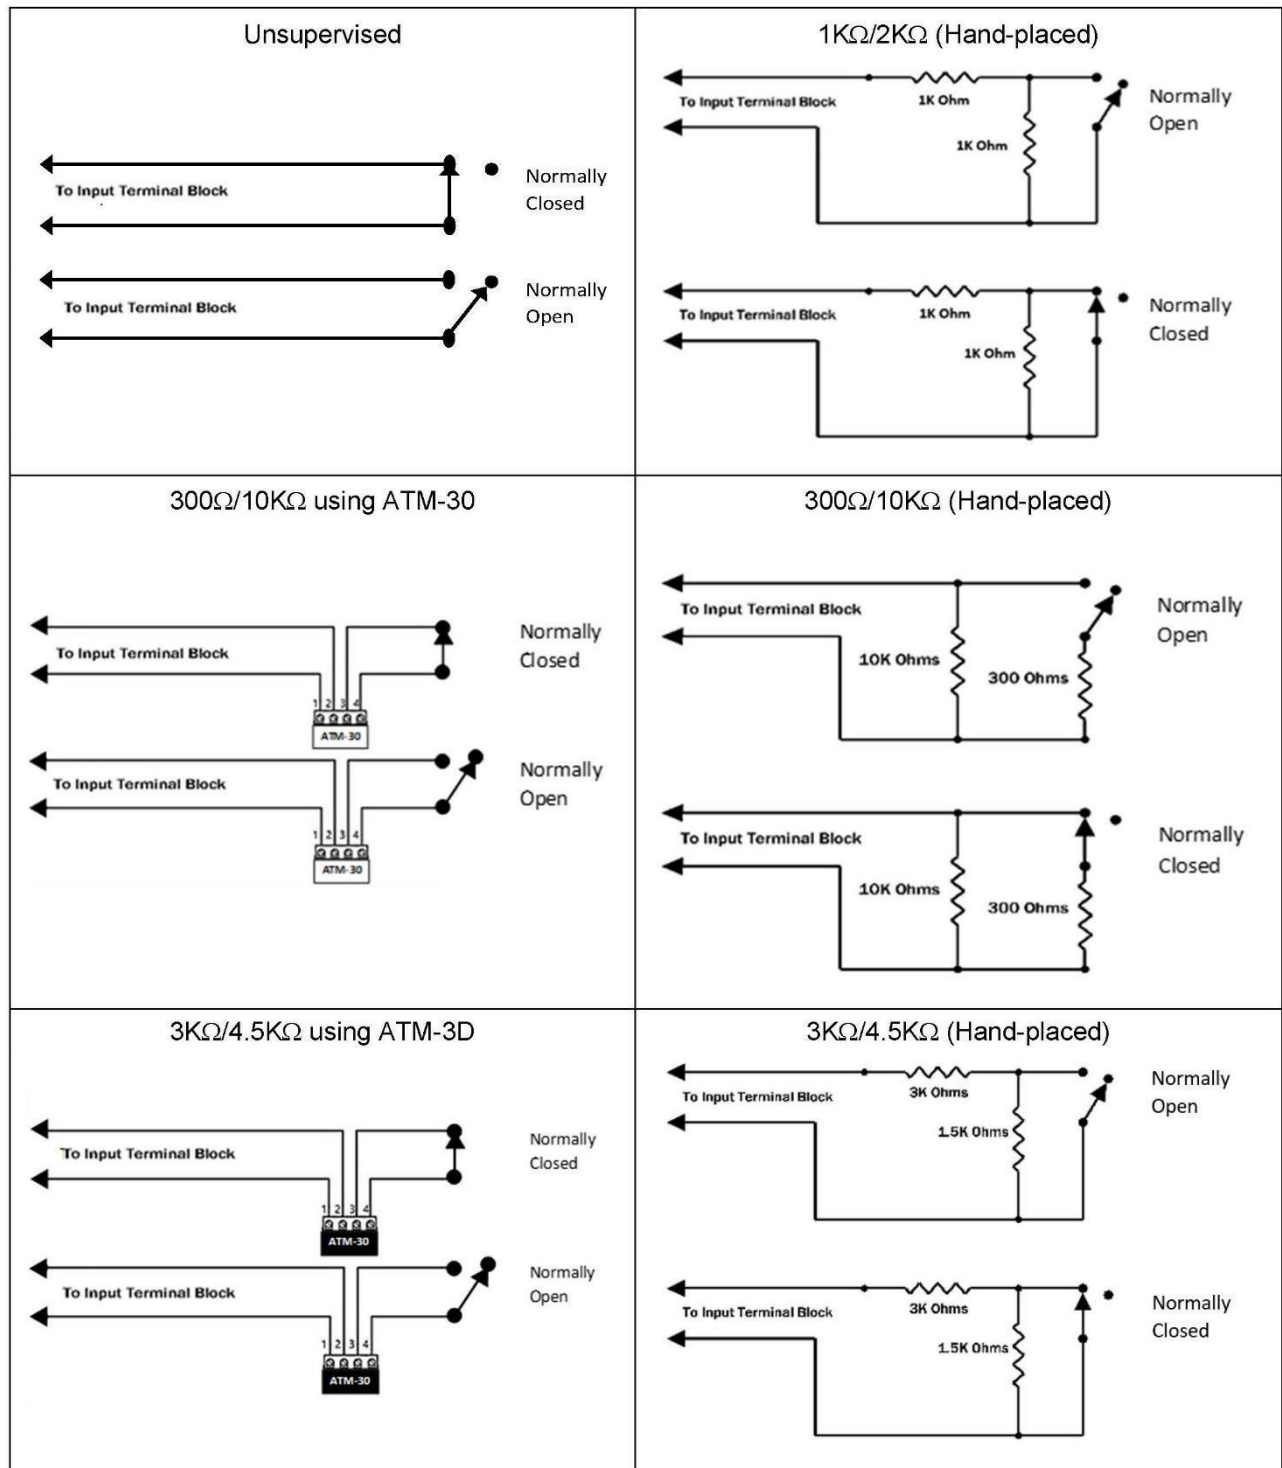 Unsupervised
To Input Terminal Block
Normally
Closed
To Input Terminal Block
Normally
Open
1KΩ/2KΩ (Hand-placed)
To Input Terminal Block
1K Ohm
1K Ohm
Normally
Open
To Input Terminal Block
1K Ohm
1K Ohm
Normally
Closed
300Ω/10KΩ using ATM-30
To Input Terminal Block
Normally
Closed
1 2 3 4
ATM-30
To Input Terminal Block
Normally
Open
1 2 3 4
ATM-30
300Ω/10KΩ (Hand-placed)
To Input Terminal Block
10K Ohms
300 Ohms
Normally
Open
To Input Terminal Block
10K Ohms
300 Ohms
Normally
Closed
3KΩ/4.5KΩ using ATM-3D
To Input Terminal Block
Normally
Closed
1 2 3 4
ATM-30
To Input Terminal Block
Normally
Open
1 2 3 4
ATM-30
3KΩ/4.5KΩ (Hand-placed)
To Input Terminal Block
3K Ohms
1.5K Ohms
Normally
Open
To Input Terminal Block
3K Ohms
1.5K Ohms
Normally
Closed